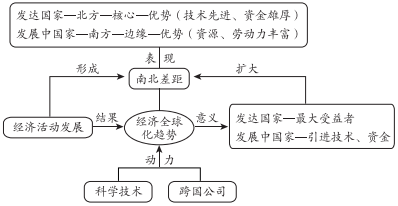 发达国家—北方—核心—优势（技术先进、资金雄厚）
发展中国家—南方—边缘—优势（资源、劳动力丰富）
表现
形成
南北差距
扩大
经济活动发展
结果
经济全球
化趋势
意义
发达国家—最大受益者
发展中国家—引进技术、资金
动力
科学技术
跨国公司